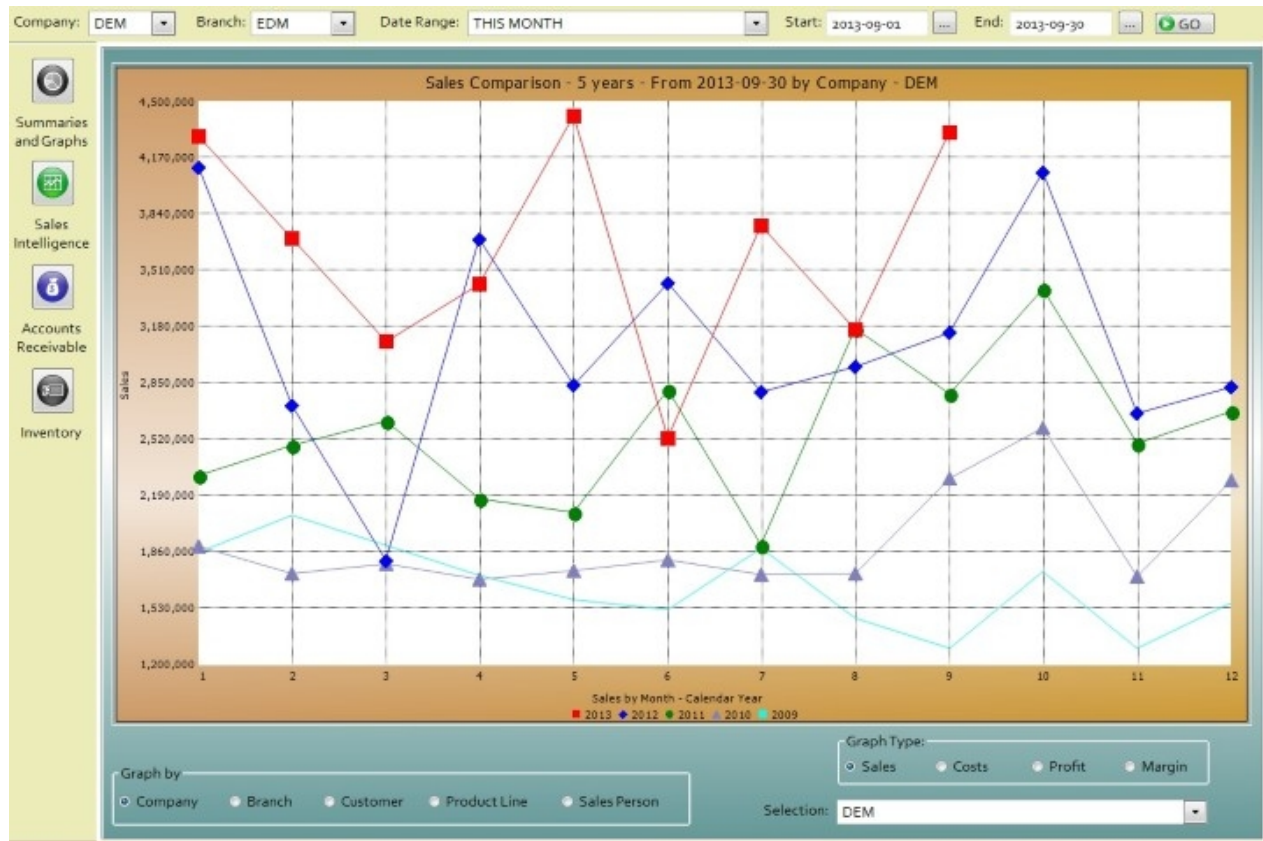 Company: DEM Branch: EDM Date Range: THIS MONTH Start: 2013-09-01 ... End: 2013-09-30 ... GO
Summaries
and Graphs
Sales
Intelligence
Accounts
Receivable
Inventory
Sales Comparison - 5 years - From 2013-09-30 by Company - DEM
4,500,000
4,170,000
3,840,000
3,510,000
3,180,000
2,850,000
2,520,000
2,190,000
1,860,000
1,530,000
1,200,000
Sales
1 2 3 4 5 6 7 8 9 10 11 12
Sales by Month - Calendar Year
2013 2012 2011 2010 2009
Graph by
Company Branch Customer Product Line Sales Person
Graph Type:
Sales Costs Profit Margin
Selection: DEM